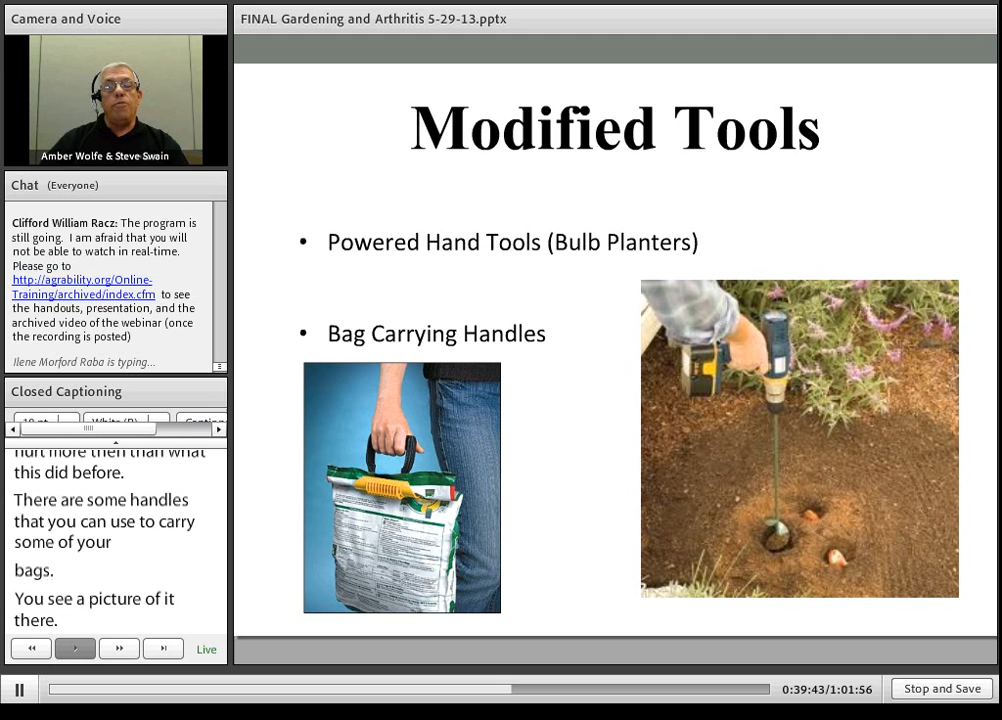 Camera and Voice
FINAL Gardening and Arthritis 5-29-13.pptx
Amber Wolfe & Steve Swain
Chat (Everyone)
Clifford William Racz: The program is
still going. I am afraid that you will
not be able to watch in real-time.
Please go to
http://agrability.org/Online-
Training/archived/index.cfm to see
the handouts, presentation, and the
archived video of the webinar (once
the recording is posted)
Ilene Morford Raba is typing...
Closed Captioning
hurt more then than what
this did before.
There are some handles
that you can use to carry
some of your
bags.
You see a picture of it
there.
Live
Modified Tools
• Powered Hand Tools (Bulb Planters)
• Bag Carrying Handles
0:39:43/1:01:56
Stop and Save